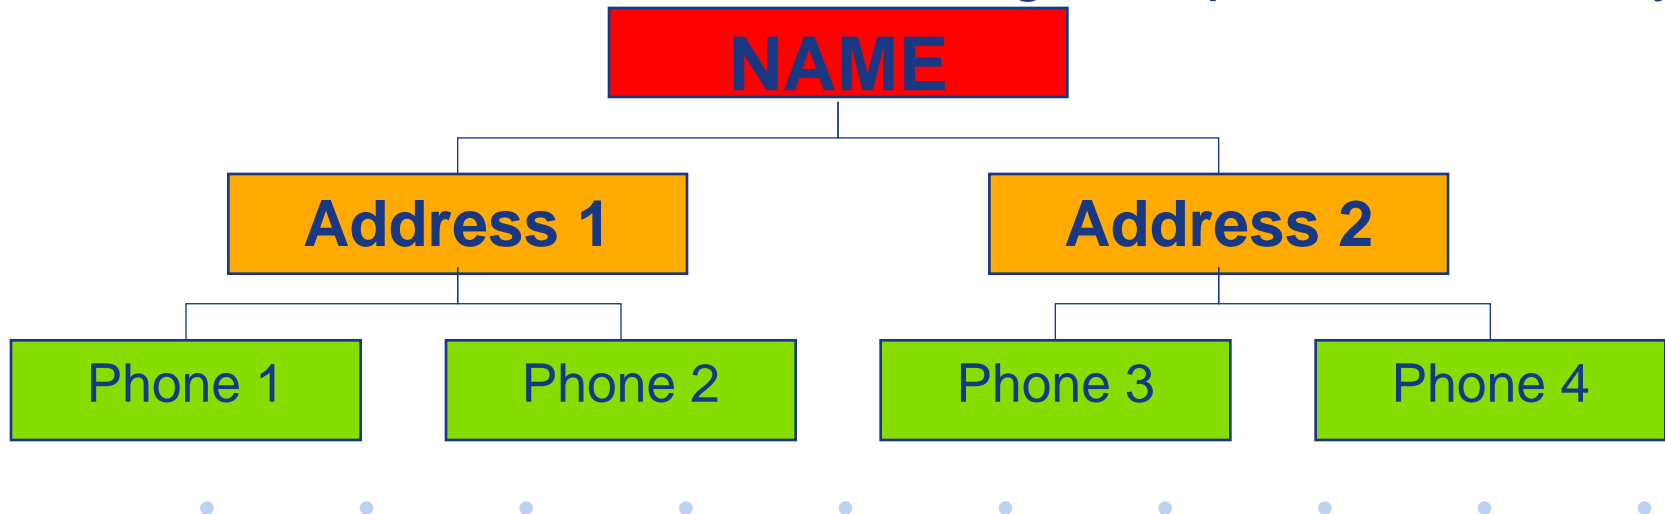 NAME
Address 1
Address 2
Phone 1
Phone 2
Phone 3
Phone 4